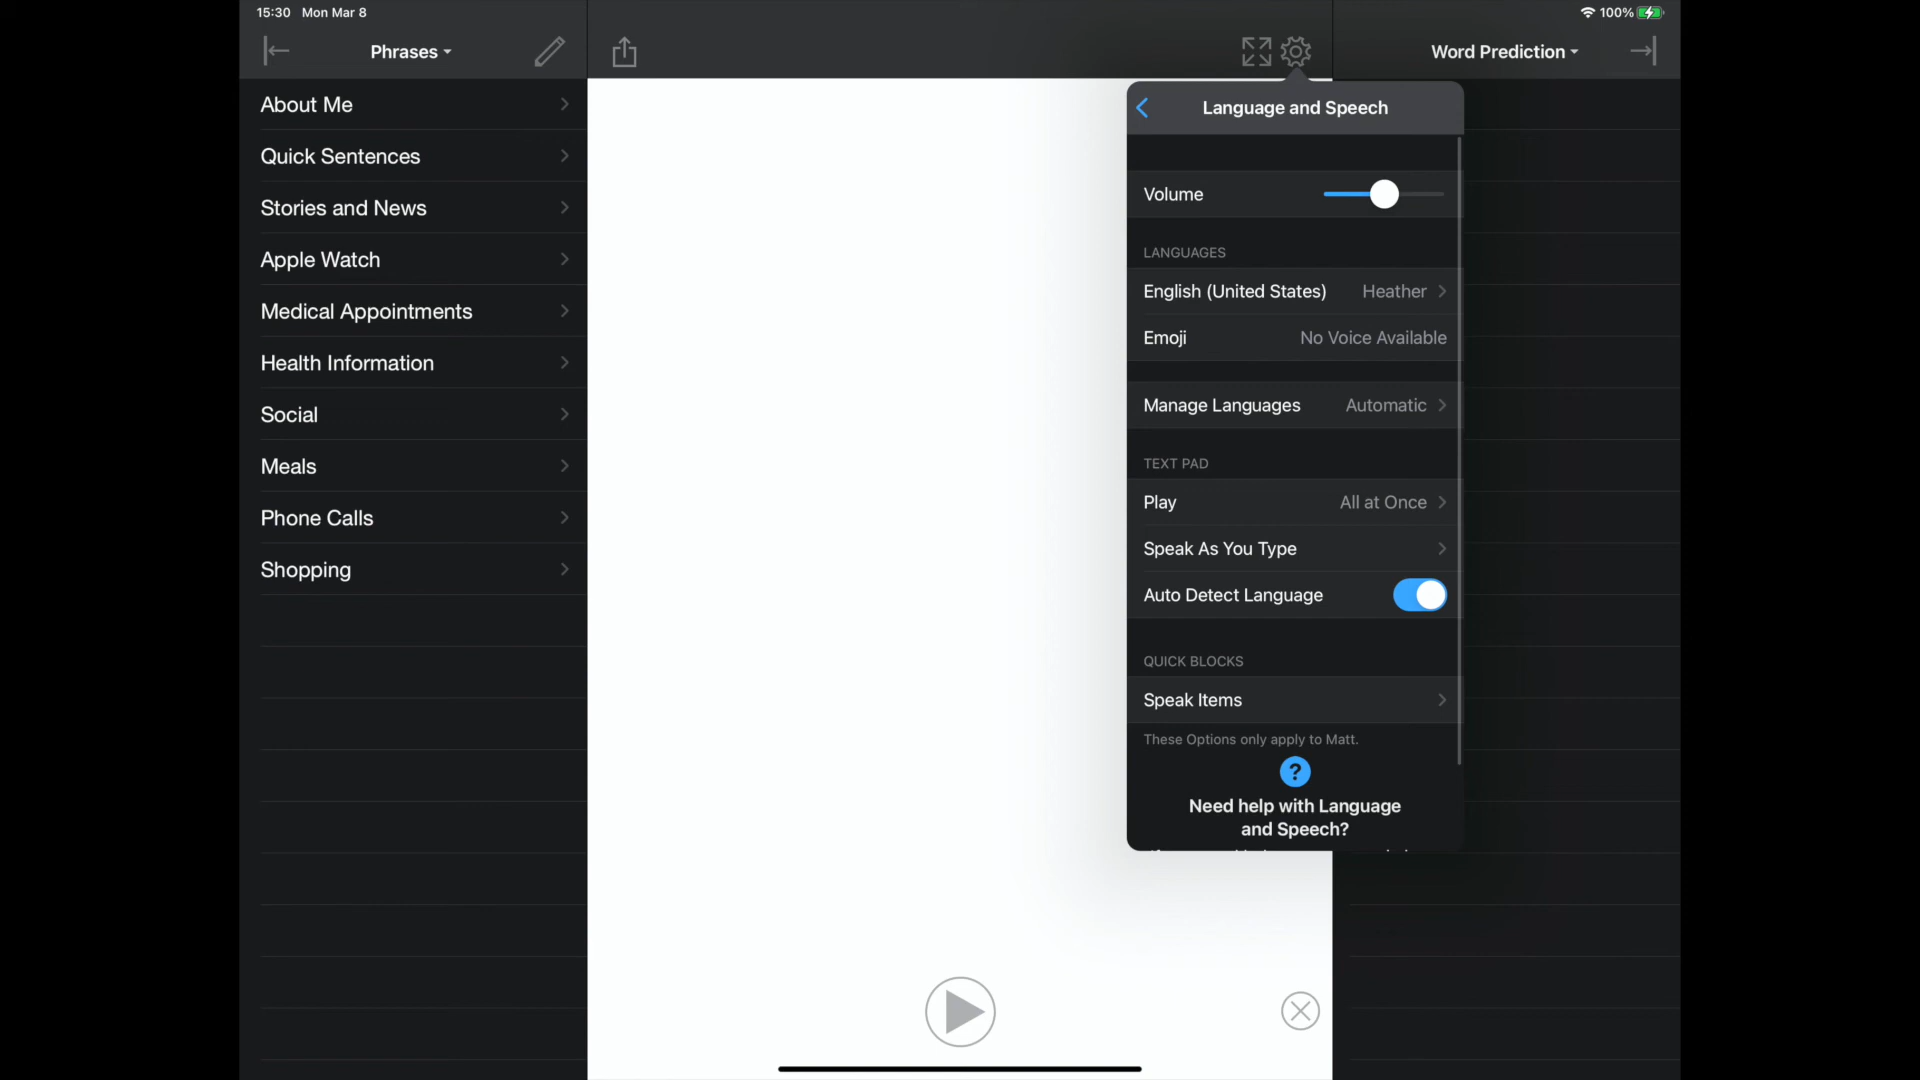 15:30 Mon Mar 8
100%
Phrases
Word Prediction
About Me
Quick Sentences
Stories and News
Apple Watch
Medical Appointments
Health Information
Social
Meals
Phone Calls
Shopping
Language and Speech
Volume
LANGUAGES
English (United States) Heather
Emoji No Voice Available
Manage Languages Automatic
TEXT PAD
Play All at Once
Speak As You Type
Auto Detect Language
QUICK BLOCKS
Speak Items
These Options only apply to Matt.
?
Need help with Language
and Speech?